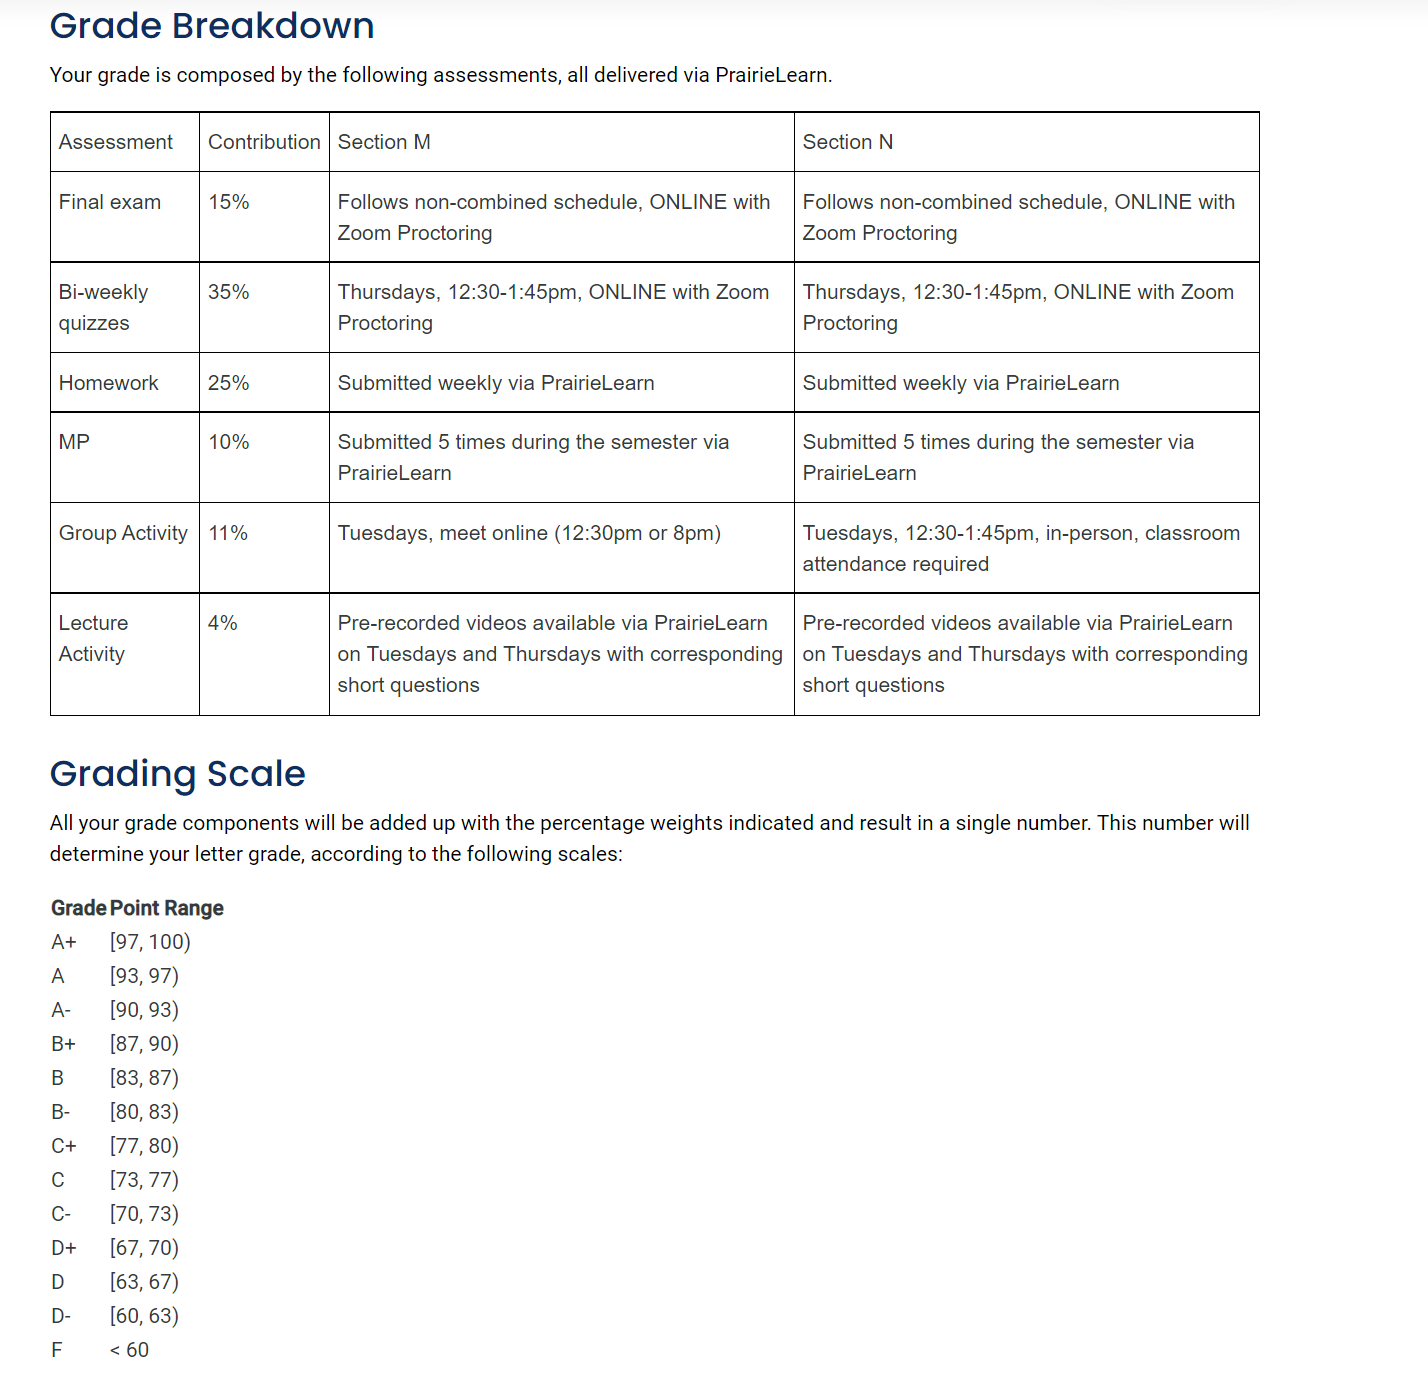 Grade Breakdown
Your grade is composed by the following assessments, all delivered via PrairieLearn.
Assessment Contribution Section M Section N
Final exam 15% Follows non-combined schedule, ONLINE with Follows non-combined schedule, ONLINE with
Zoom Proctoring Zoom Proctoring
Bi-weekly 35% Thursdays, 12:30-1:45pm, ONLINE with Zoom Thursdays, 12:30-1:45pm, ONLINE with Zoom
quizzes Proctoring Proctoring
Homework 25% Submitted weekly via PrairieLearn Submitted weekly via PrairieLearn
MP 10% Submitted 5 times during the semester via Submitted 5 times during the semester via
PrairieLearn PrairieLearn
Group Activity 11% Tuesdays, meet online (12:30pm or 8pm) Tuesdays, 12:30-1:45pm, in-person, classroom
attendance required
Lecture 4% Pre-recorded videos available via PrairieLearn Pre-recorded videos available via PrairieLearn
Activity on Tuesdays and Thursdays with corresponding on Tuesdays and Thursdays with corresponding
short questions short questions
Grading Scale
All your grade components will be added up with the percentage weights indicated and result in a single number. This number will
determine your letter grade, according to the following scales:
Grade Point Range
A+ [97, 100)
A [93, 97)
A- [90, 93)
B+ [87, 90)
B [83, 87)
B- [80, 83)
C+ [77, 80)
C [73, 77)
C- [70, 73)
D+ [67, 70)
D [63, 67)
D- [60, 63)
F < 60